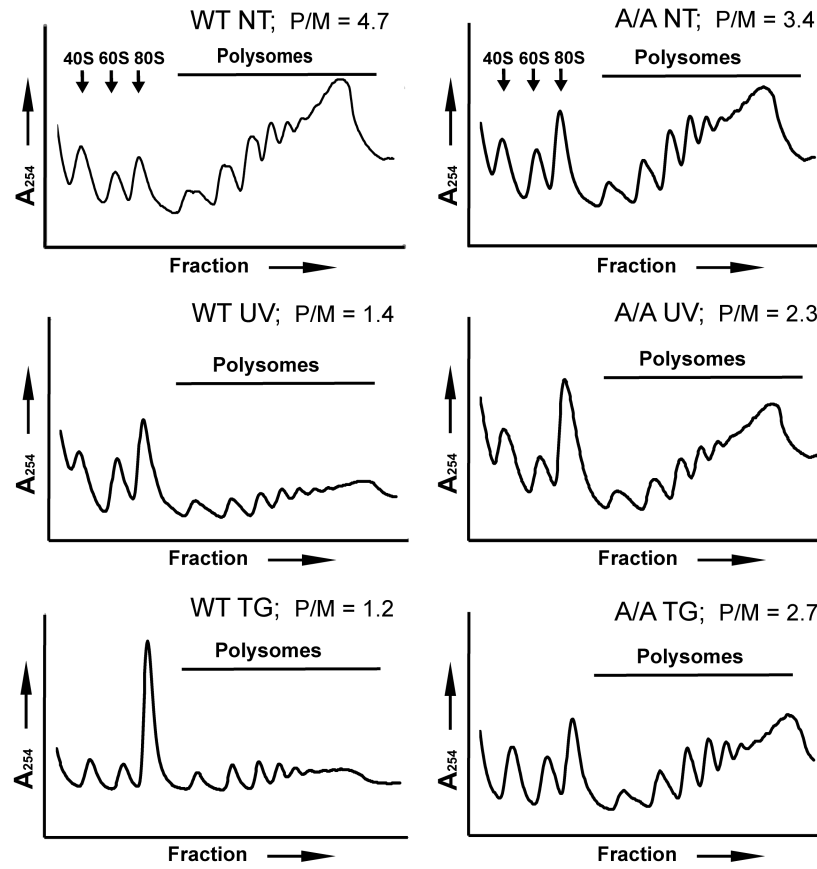 WT NT; P/M = 4.7
40S 60S 80S
Polysomes
A254
Fraction
A/A NT; P/M = 3.4
40S 60S 80S
Polysomes
A254
Fraction
WT UV; P/M = 1.4
Polysomes
A254
Fraction
A/A UV; P/M = 2.3
Polysomes
A254
Fraction
WT TG; P/M = 1.2
Polysomes
A254
Fraction
A/A TG; P/M = 2.7
Polysomes
A254
Fraction